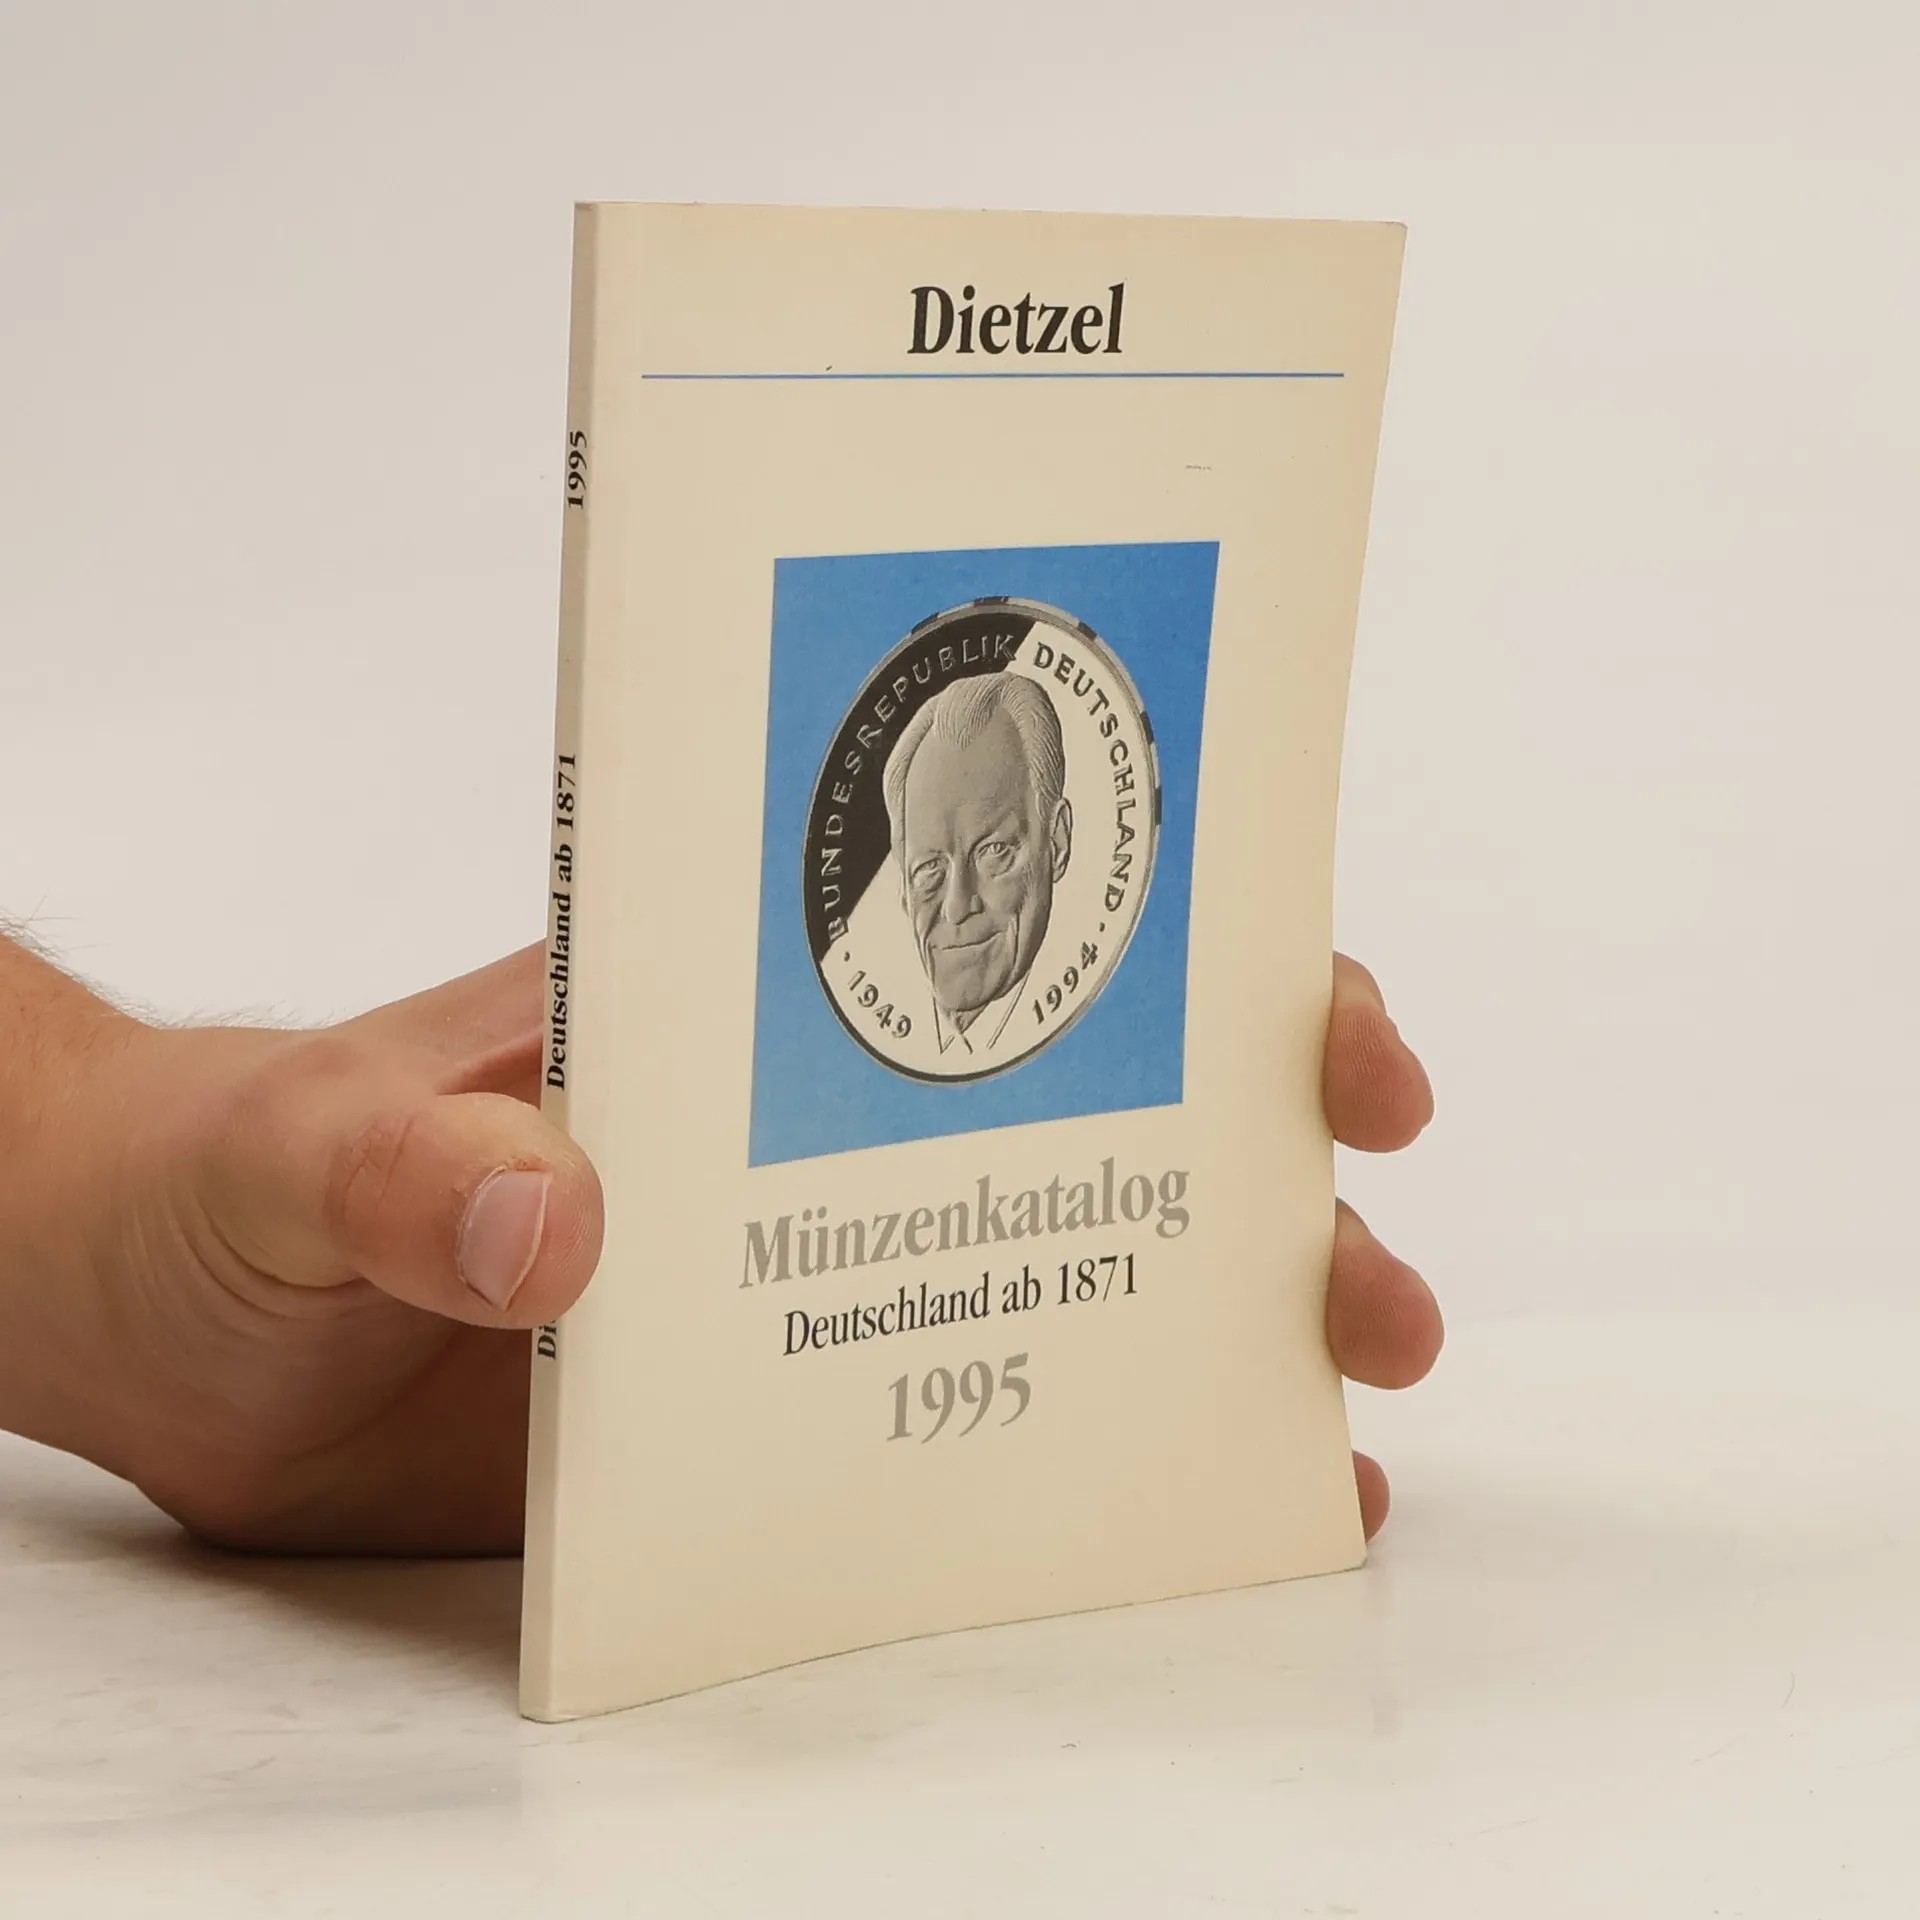 Dietzel
BUNDESREPUBLIK DEUTSCHLAND
· 1949
1994 ·
Münzenkatalog
Deutschland ab 1871
1995
Deutschland ab 1871 1995